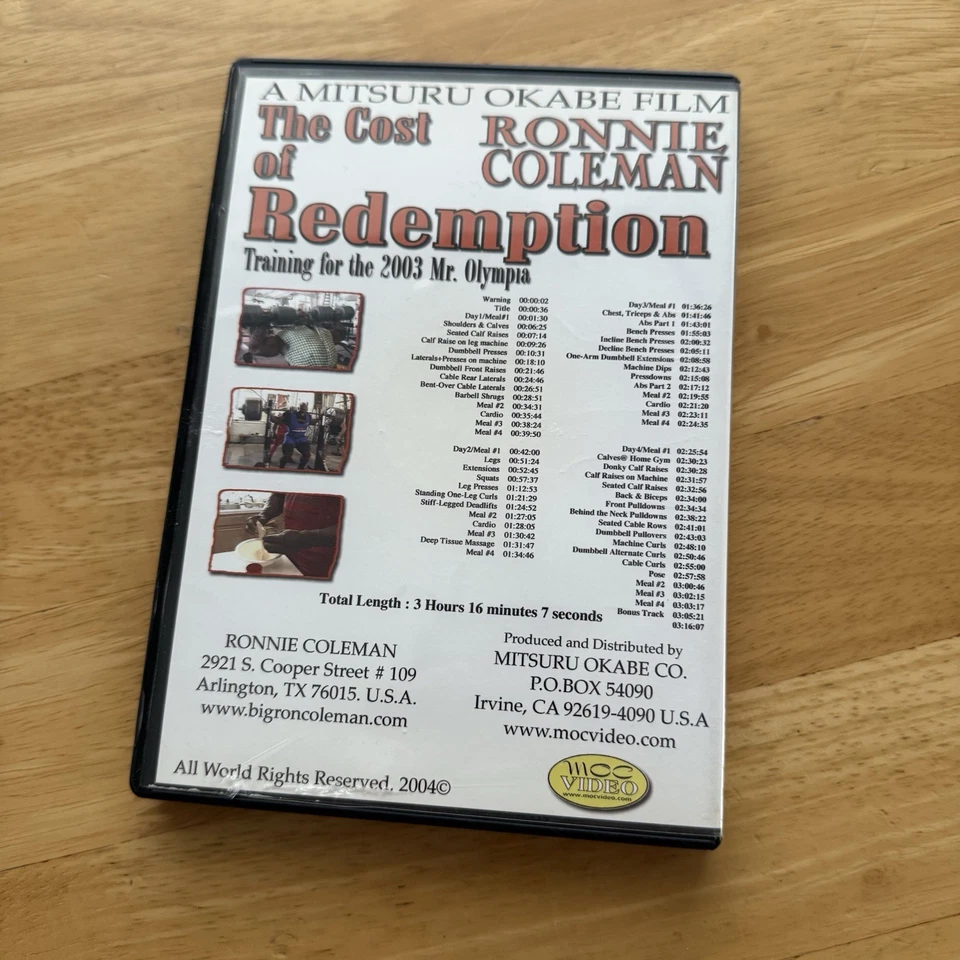 A MITSURU OKABE FILM
The Cost
of
Redemption
RONNIE
COLEMAN
Training for the 2003 Mr. Olympia
Warning 00:00:02
Title 00:00:36
Day1/Meal#1 00:01:30
Shoulders & Calves 00:06:25
Seated Calf Raises 00:07:14
Calf Raise on leg machine 00:09:26
Dumbbell Presses 00:10:31
Laterals+Presses on machine 00:18:10
Dumbbell Front Raises 00:21:46
Cable Rear Laterals 00:24:46
Bent-Over Cable Laterals 00:26:51
Barbell Shrugs 00:28:51
Meal #2 00:34:31
Cardio 00:35:44
Meal #3 00:38:24
Meal #4 00:39:50
Day2/Meal #1 00:42:00
Legs 00:51:24
Extensions 00:52:45
Squats 00:57:37
Leg Presses 01:12:53
Standing One-Leg Curls 01:21:29
Stiff-Legged Deadlifts 01:24:52
Meal #2 01:27:05
Cardio 01:28:05
Meal #3 01:30:42
Deep Tissue Massage 01:31:47
Meal #4 01:34:46
Day3/Meal #1 01:36:26
Chest, Triceps & Abs 01:41:46
Abs Part 1 01:43:01
Bench Presses 01:55:03
Incline Bench Presses 02:00:32
Decline Bench Presses 02:05:11
One-Arm Dumbbell Extensions 02:08:58
Machine Dips 02:12:43
Pressdowns 02:15:08
Abs Part 2 02:17:12
Meal #2 02:19:55
Cardio 02:21:20
Meal #3 02:23:11
Meal #4 02:24:35
Day4/Meal #1 02:25:54
Calves@ Home Gym 02:30:23
Donky Calf Raises 02:30:28
Calf Raises on Machine 02:31:57
Seated Calf Raises 02:32:56
Back & Biceps 02:34:00
Front Pulldowns 02:34:34
Behind the Neck Pulldowns 02:38:22
Seated Cable Rows 02:41:01
Dumbbell Pullovers 02:43:03
Machine Curls 02:48:10
Dumbbell Alternate Curls 02:50:46
Cable Curls 02:55:00
Pose 02:57:58
Meal #2 03:00:46
Meal #3 03:02:15
Meal #4 03:03:17
Bonus Track 03:05:21
03:16:07
Total Length : 3 Hours 16 minutes 7 seconds
RONNIE COLEMAN
2921 S. Cooper Street # 109
Arlington, TX 76015. U.S.A.
www.bigroncoleman.com
Produced and Distributed by
MITSURU OKABE CO.
P.O.BOX 54090
Irvine, CA 92619-4090 U.S.A
www.mocvideo.com
All World Rights Reserved. 2004©
MOC
VIDEO
www.mocvideo.com